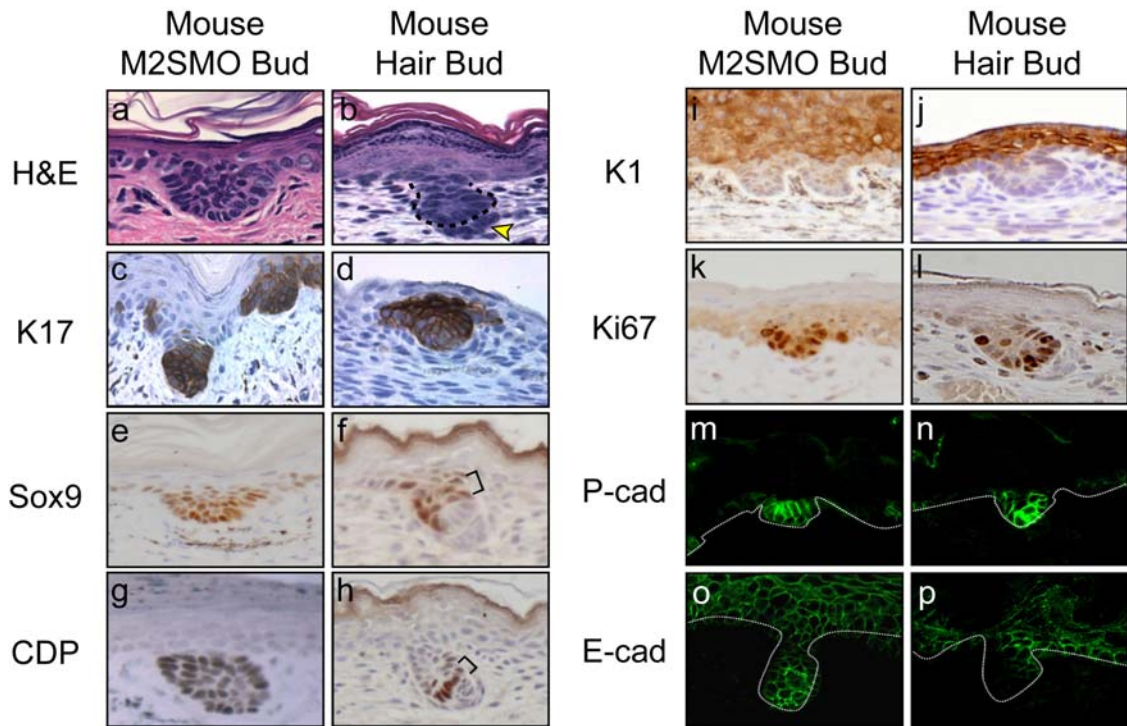 Mouse
M2SMO Bud
Mouse
Hair Bud
H&E
a
b
K17
c
d
Sox9
e
f
CDP
g
h
Mouse
M2SMO Bud
Mouse
Hair Bud
K1
i
j
Ki67
k
l
P-cad
m
n
E-cad
o
p